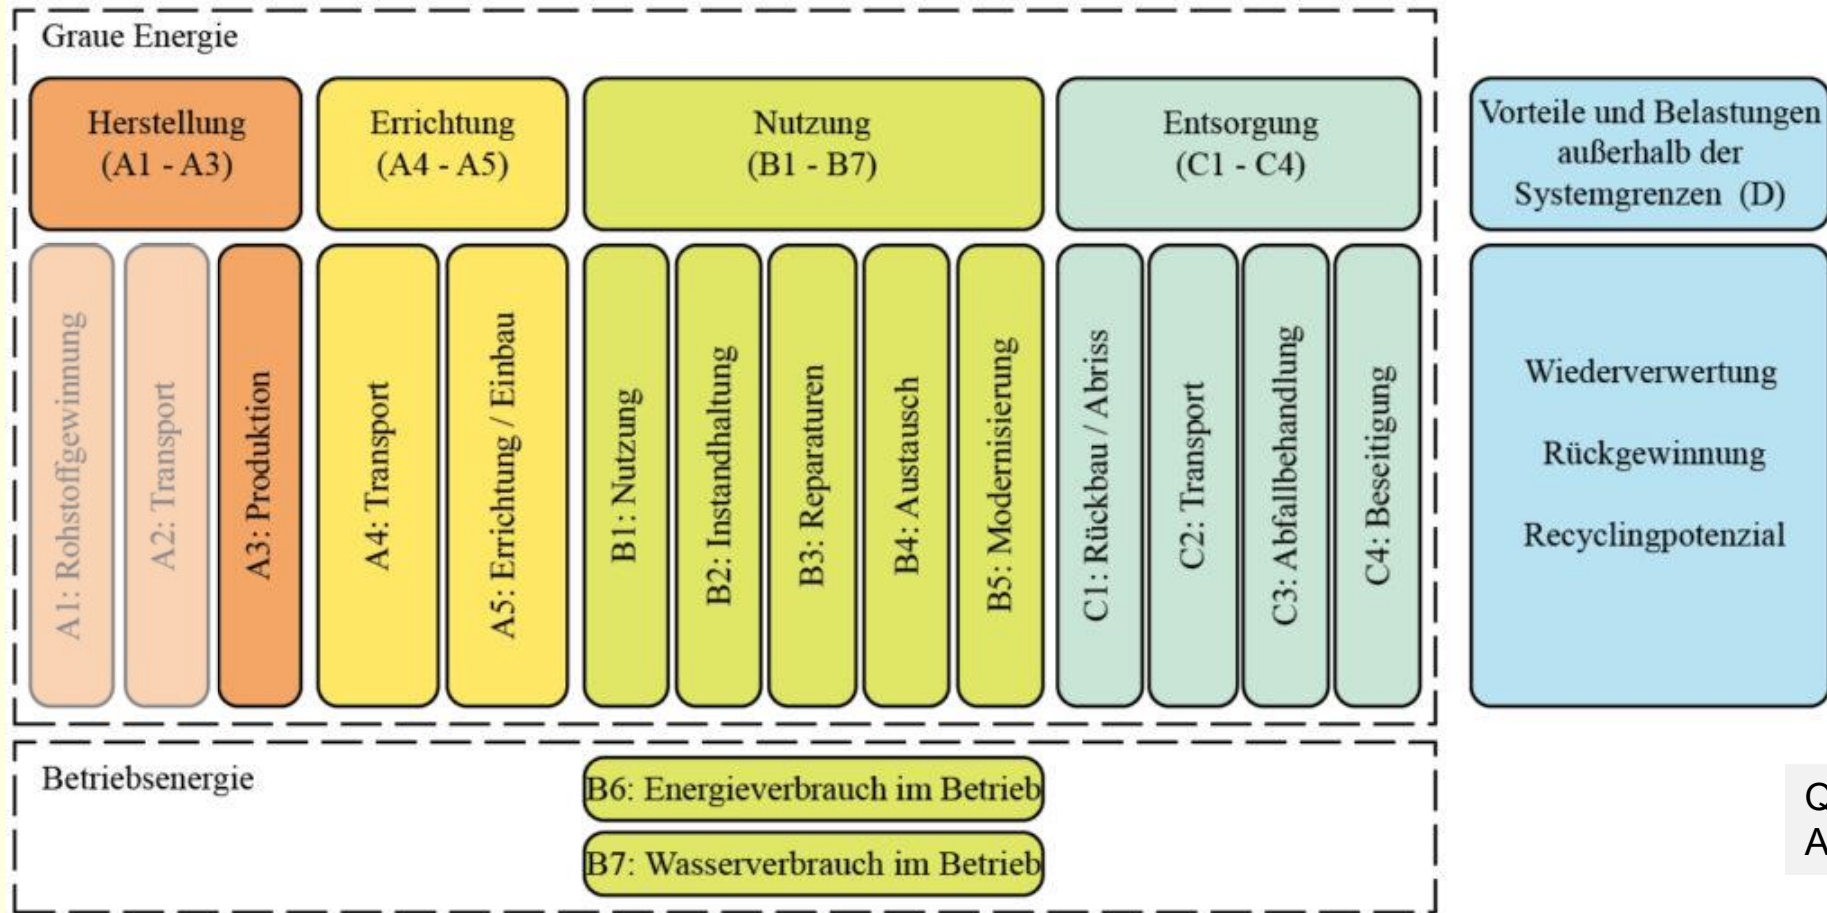 Graue Energie
Herstellung
(A1 - A3)
Errichtung
(A4 - A5)
Nutzung
(B1 - B7)
Entsorgung
(C1 - C4)
Vorteile und Belastungen
außerhalb der
Systemgrenzen (D)
A1: Rohstoffgewinnung
A2: Transport
A3: Produktion
A4: Transport
A5: Errichtung / Einbau
B1: Nutzung
B2: Instandhaltung
B3: Reparaturen
B4: Austausch
B5: Modernisierung
C1: Rückbau / Abriss
C2: Transport
C3: Abfallbehandlung
C4: Beseitigung
Wiederverwertung
Rückgewinnung
Recyclingpotenzial
Betriebsenergie
B6: Energieverbrauch im Betrieb
B7: Wasserverbrauch im Betrieb